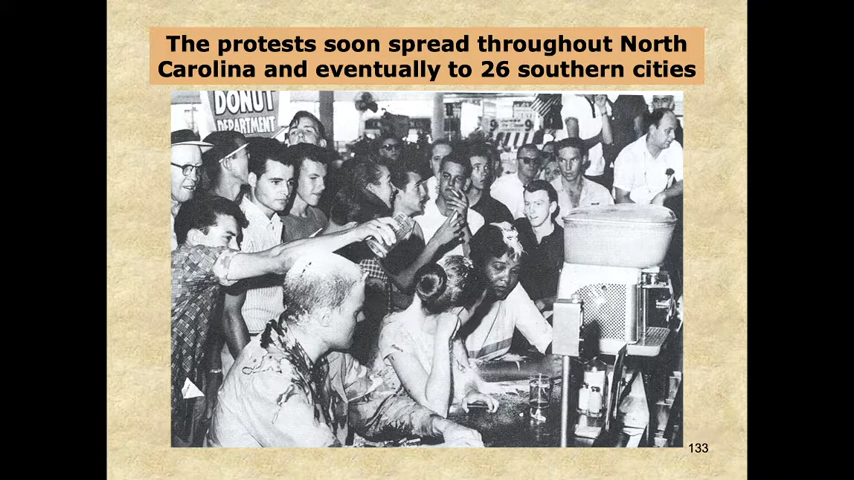 The protests soon spread throughout North
Carolina and eventually to 26 southern cities
DONUT
DEPARTMENT
133